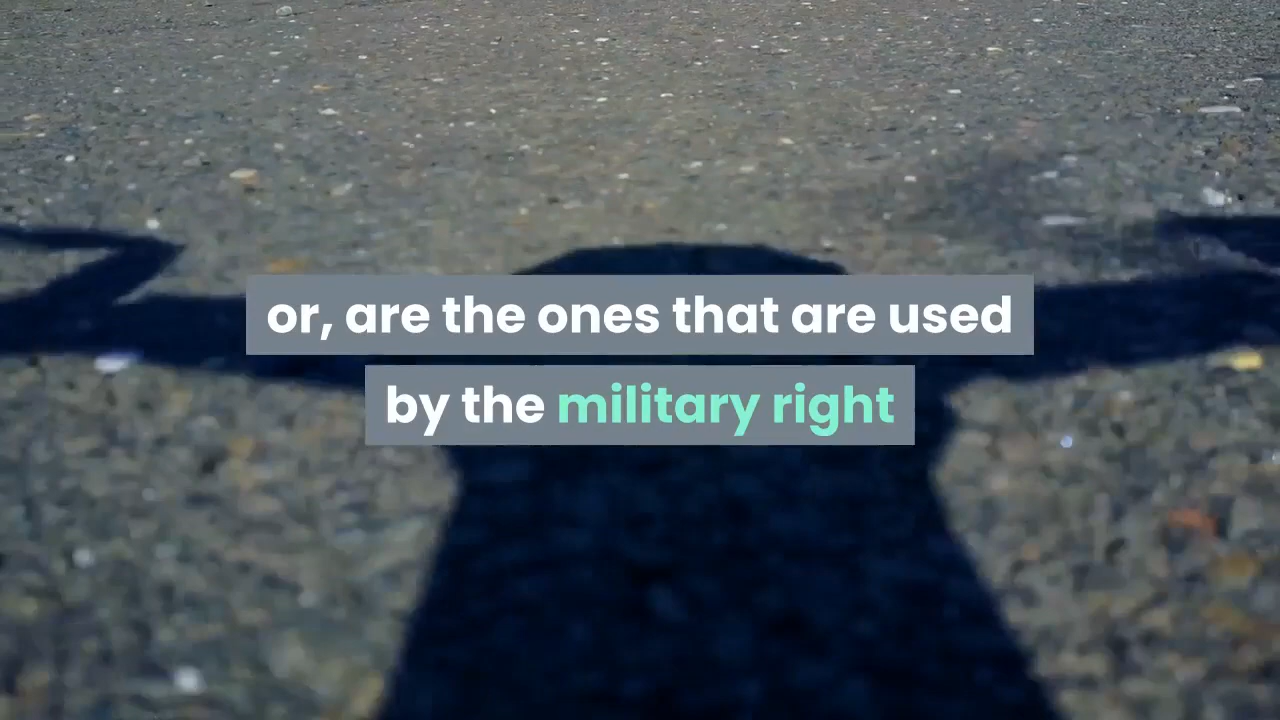 or, are the ones that are used
by the military right